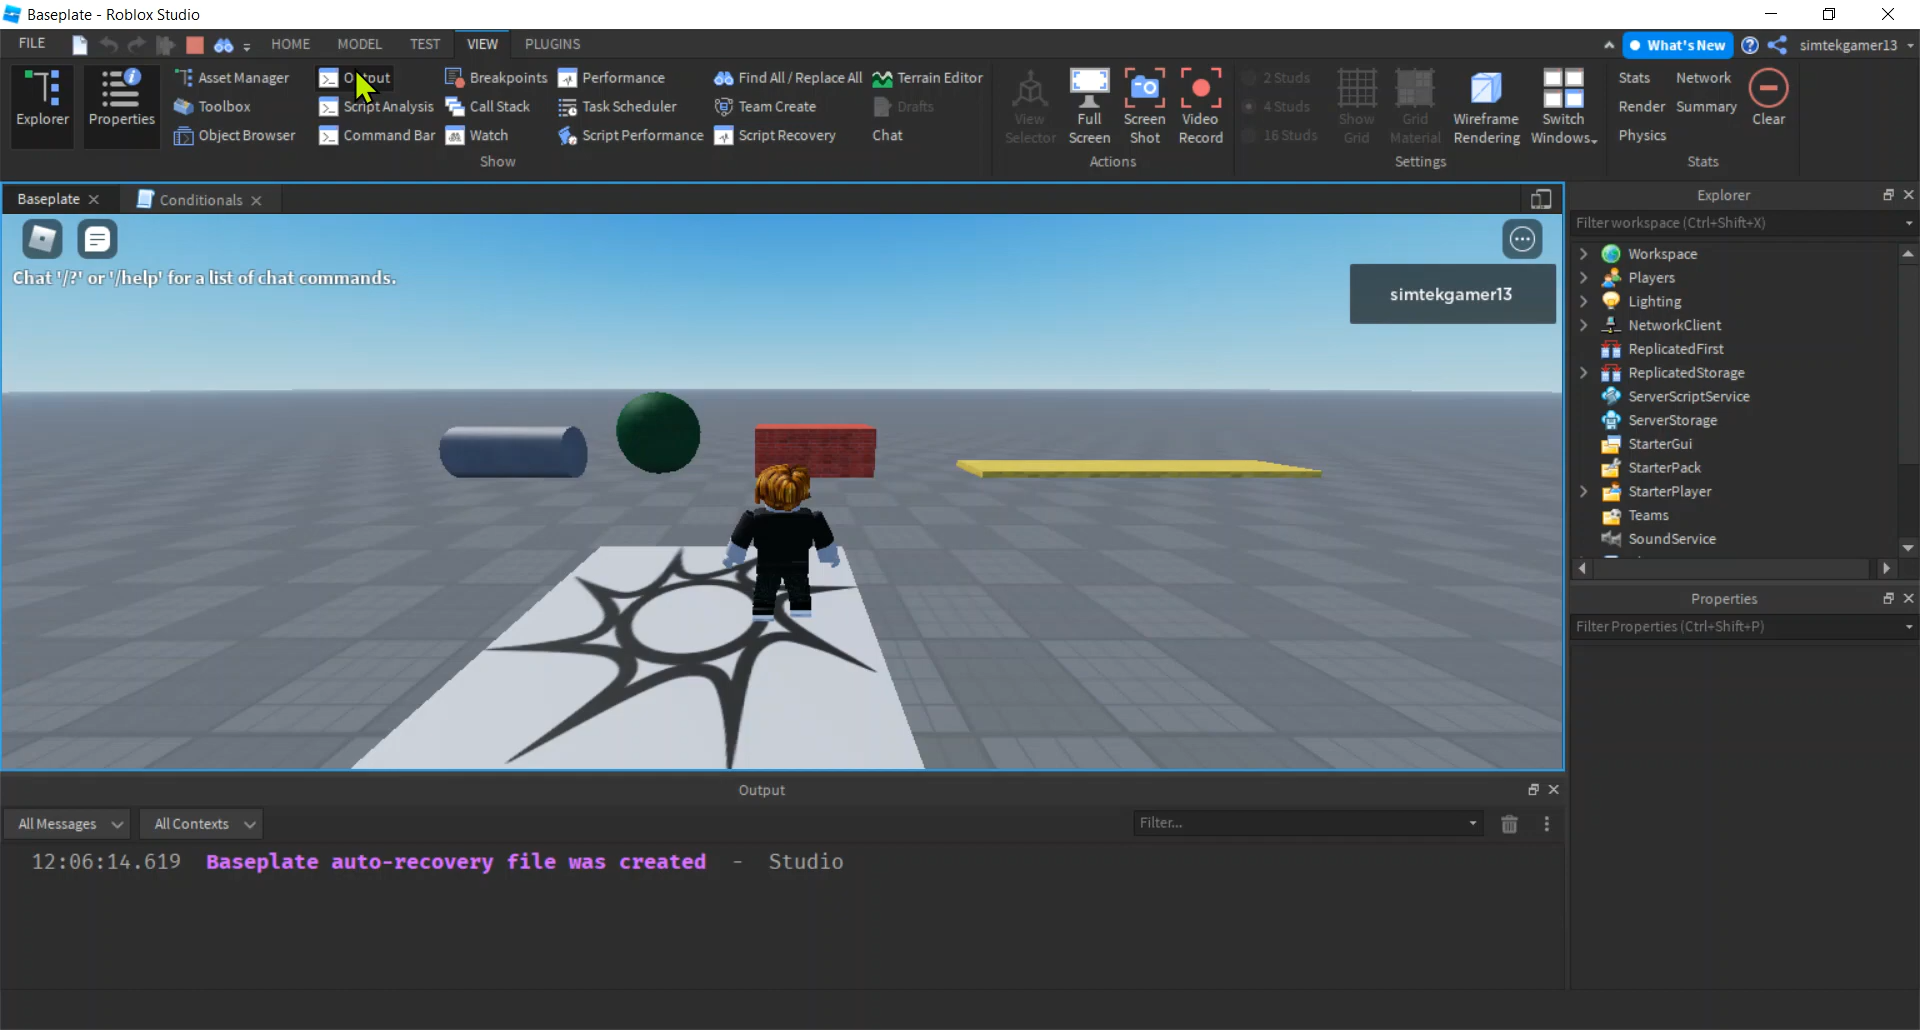 Baseplate - Roblox Studio
FILE HOME MODEL TEST VIEW PLUGINS What's New simtekgamer13
Explorer
Properties
Asset Manager
Toolbox
Object Browser
Output
Script Analysis
Command Bar
Breakpoints
Call Stack
Watch
Performance
Task Scheduler
Script Performance
Find All / Replace All
Team Create
Script Recovery
Terrain Editor
Drafts
Chat
Show
View
Selector
Full
Screen
Screen
Shot
Video
Record
Actions
2 Studs
4 Studs
16 Studs
Show
Grid
Grid
Material
Wireframe
Rendering
Switch
Windows
Settings
Stats Network
Render Summary
Physics
Clear
Stats
Baseplate Conditionals
Chat '/?' or '/help' for a list of chat commands.
simtekgamer13
Explorer
Filter workspace (Ctrl+Shift+X)
Workspace
Players
Lighting
NetworkClient
ReplicatedFirst
ReplicatedStorage
ServerScriptService
ServerStorage
StarterGui
StarterPack
StarterPlayer
Teams
SoundService
Properties
Filter Properties (Ctrl+Shift+P)
Output
All Messages All Contexts Filter...
12:06:14.619 Baseplate auto-recovery file was created - Studio